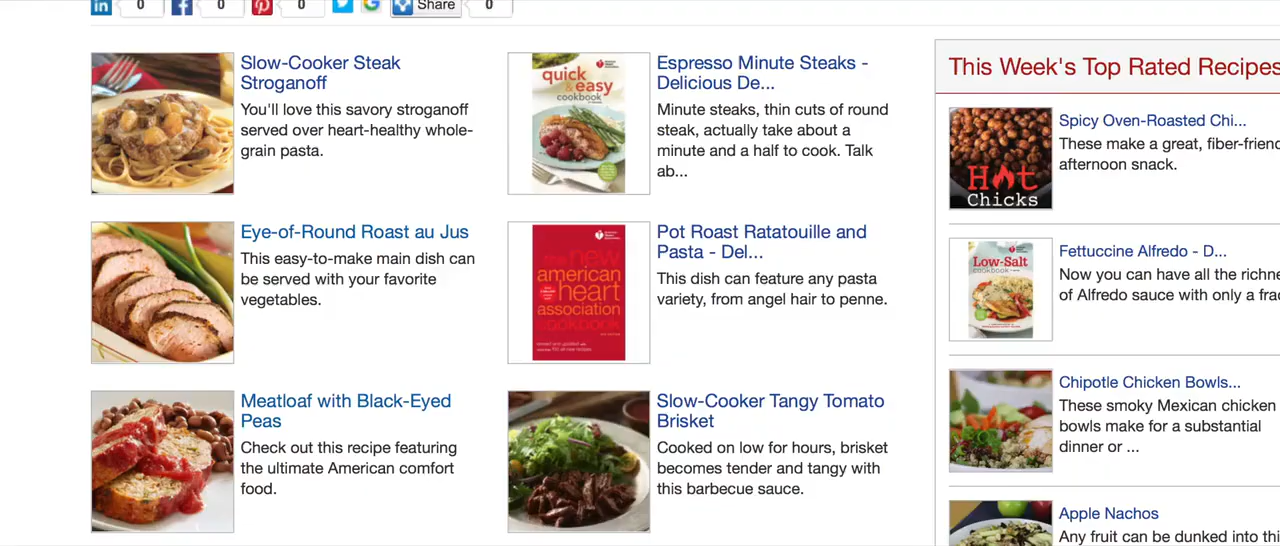 0
0
0
Share
0
Slow-Cooker Steak
Stroganoff
You'll love this savory stroganoff
served over heart-healthy whole-
grain pasta.
quick
& easy
cookbook
Espresso Minute Steaks -
Delicious De...
Minute steaks, thin cuts of round
steak, actually take about a
minute and a half to cook. Talk
ab...
Eye-of-Round Roast au Jus
This easy-to-make main dish can
be served with your favorite
vegetables.
the new
american
heart
association
cookbook
Pot Roast Ratatouille and
Pasta - Del...
This dish can feature any pasta
variety, from angel hair to penne.
Meatloaf with Black-Eyed
Peas
Check out this recipe featuring
the ultimate American comfort
food.
Slow-Cooker Tangy Tomato
Brisket
Cooked on low for hours, brisket
becomes tender and tangy with
this barbecue sauce.
This Week's Top Rated Recipes
Hot
Chicks
Spicy Oven-Roasted Chi...
These make a great, fiber-frien
afternoon snack.
Low-Salt
cookbook
Fettuccine Alfredo - D...
Now you can have all the richne
of Alfredo sauce with only a frac
Chipotle Chicken Bowls...
These smoky Mexican chicken
bowls make for a substantial
dinner or ...
Apple Nachos
Any fruit can be dunked into thi